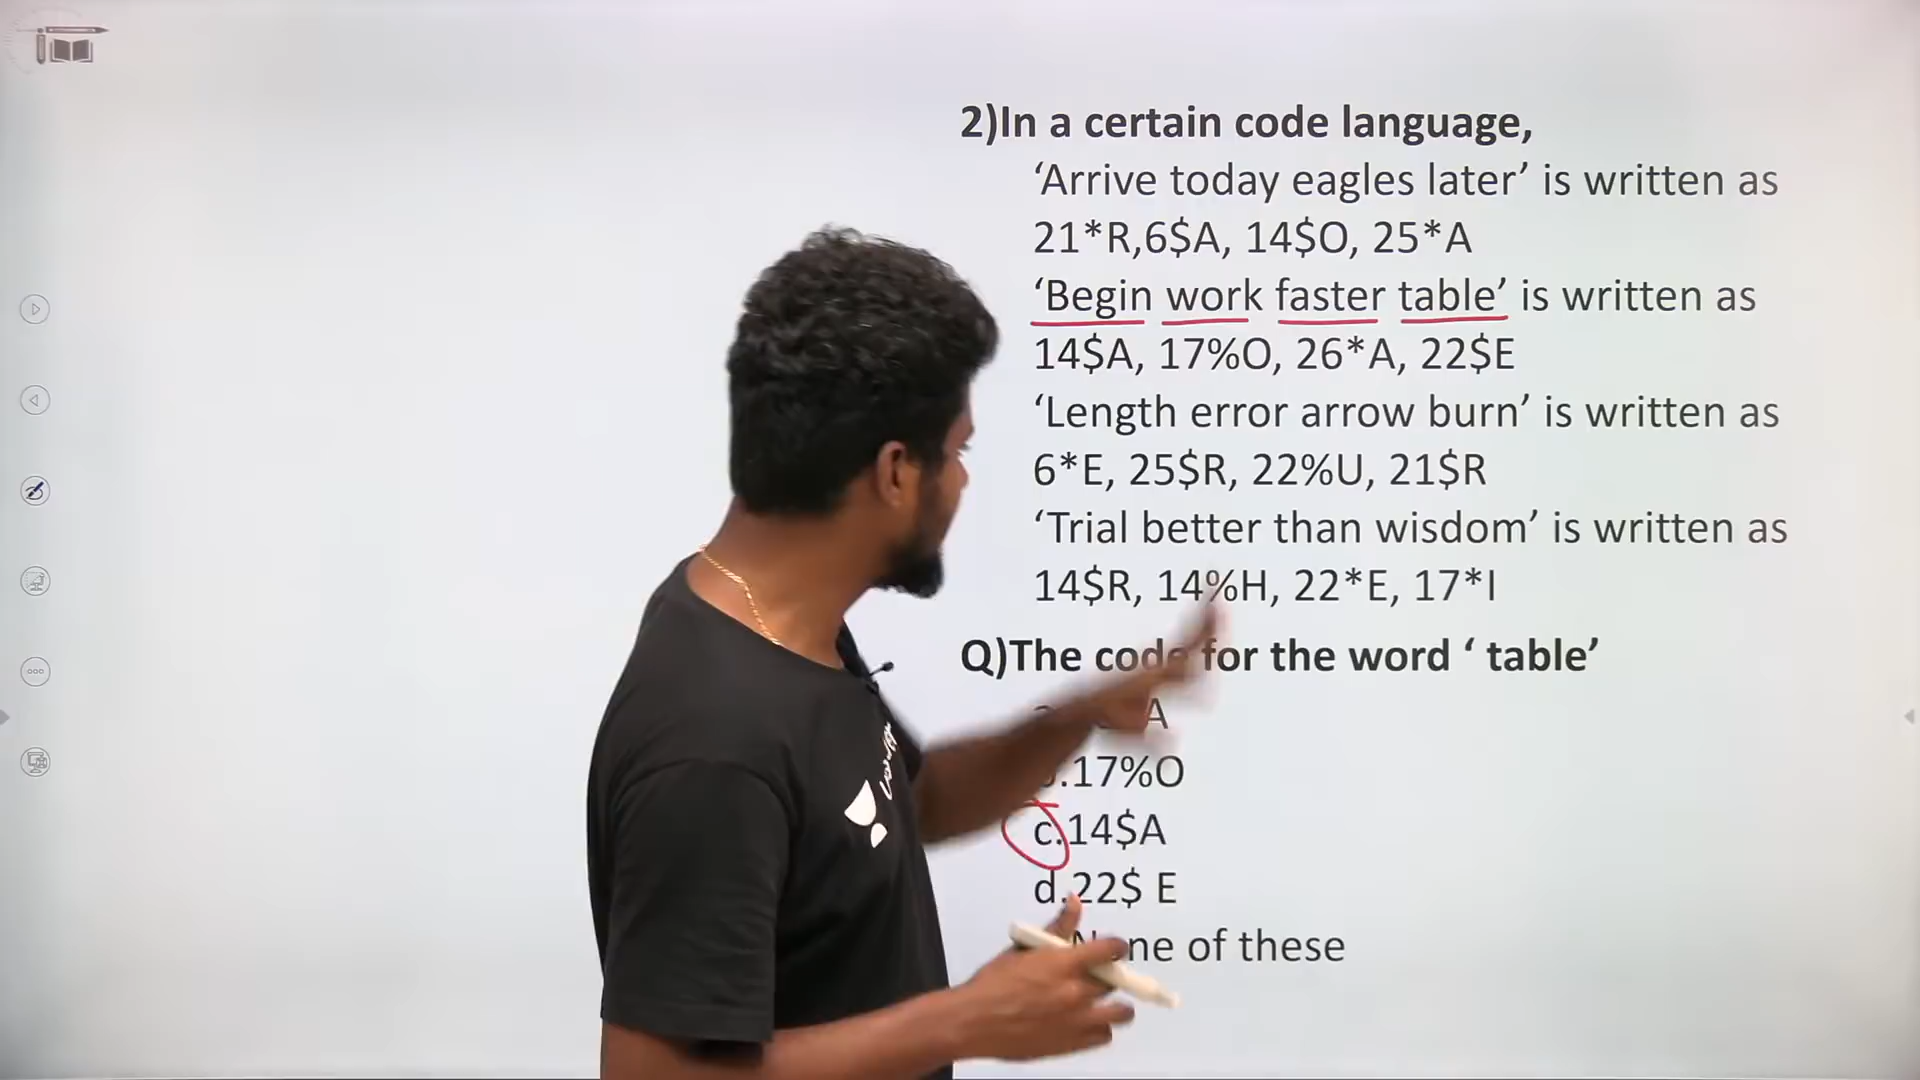 2)In a certain code language,
‘Arrive today eagles later’ is written as
21*R,6$A, 14$O, 25*A
‘Begin work faster table’ is written as
14$A, 17%O, 26*A, 22$E
‘Length error arrow burn’ is written as
6*E, 25$R, 22%U, 21$R
‘Trial better than wisdom’ is written as
14$R, 14%H, 22*E, 17*I
Q)The code for the word ‘ table’
A
.17%O
c.14$A
d.22$ E
None of these